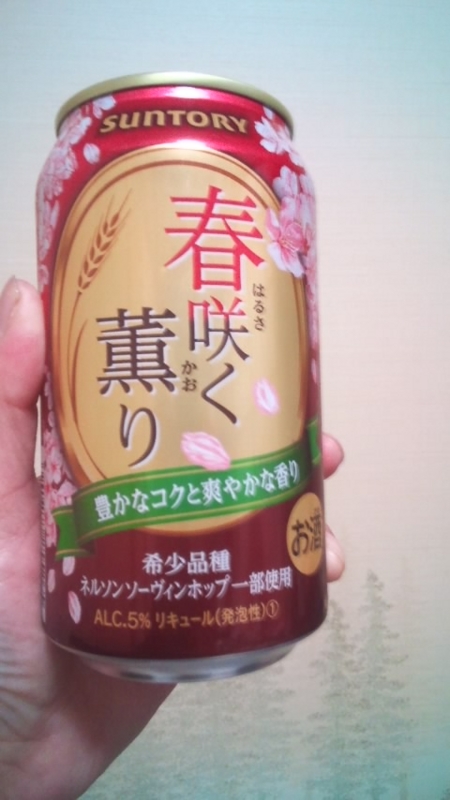 SUNTORY
春咲く
はるさ
薫り
かお
豊かなコクと爽やかな香り
お酒
希少品種
ネルソンソーヴィンホップ一部使用
ALC.5% リキュール(発泡性)①